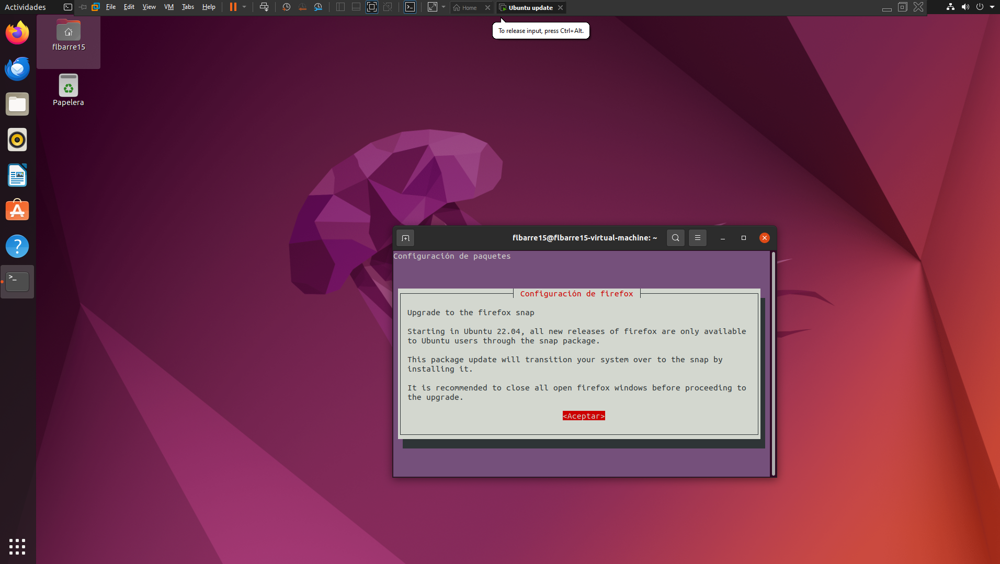 Actividades
File Edit View VM Tabs Help
Home
Ubuntu update
To release input, press Ctrl+Alt.
flbarre15
Papelera
flbarre15@flbarre15-virtual-machine: ~
Configuración de paquetes
Configuración de firefox
Upgrade to the firefox snap
Starting in Ubuntu 22.04, all new releases of firefox are only available
to Ubuntu users through the snap package.
This package update will transition your system over to the snap by
installing it.
It is recommended to close all open firefox windows before proceeding to
the upgrade.
<Aceptar>